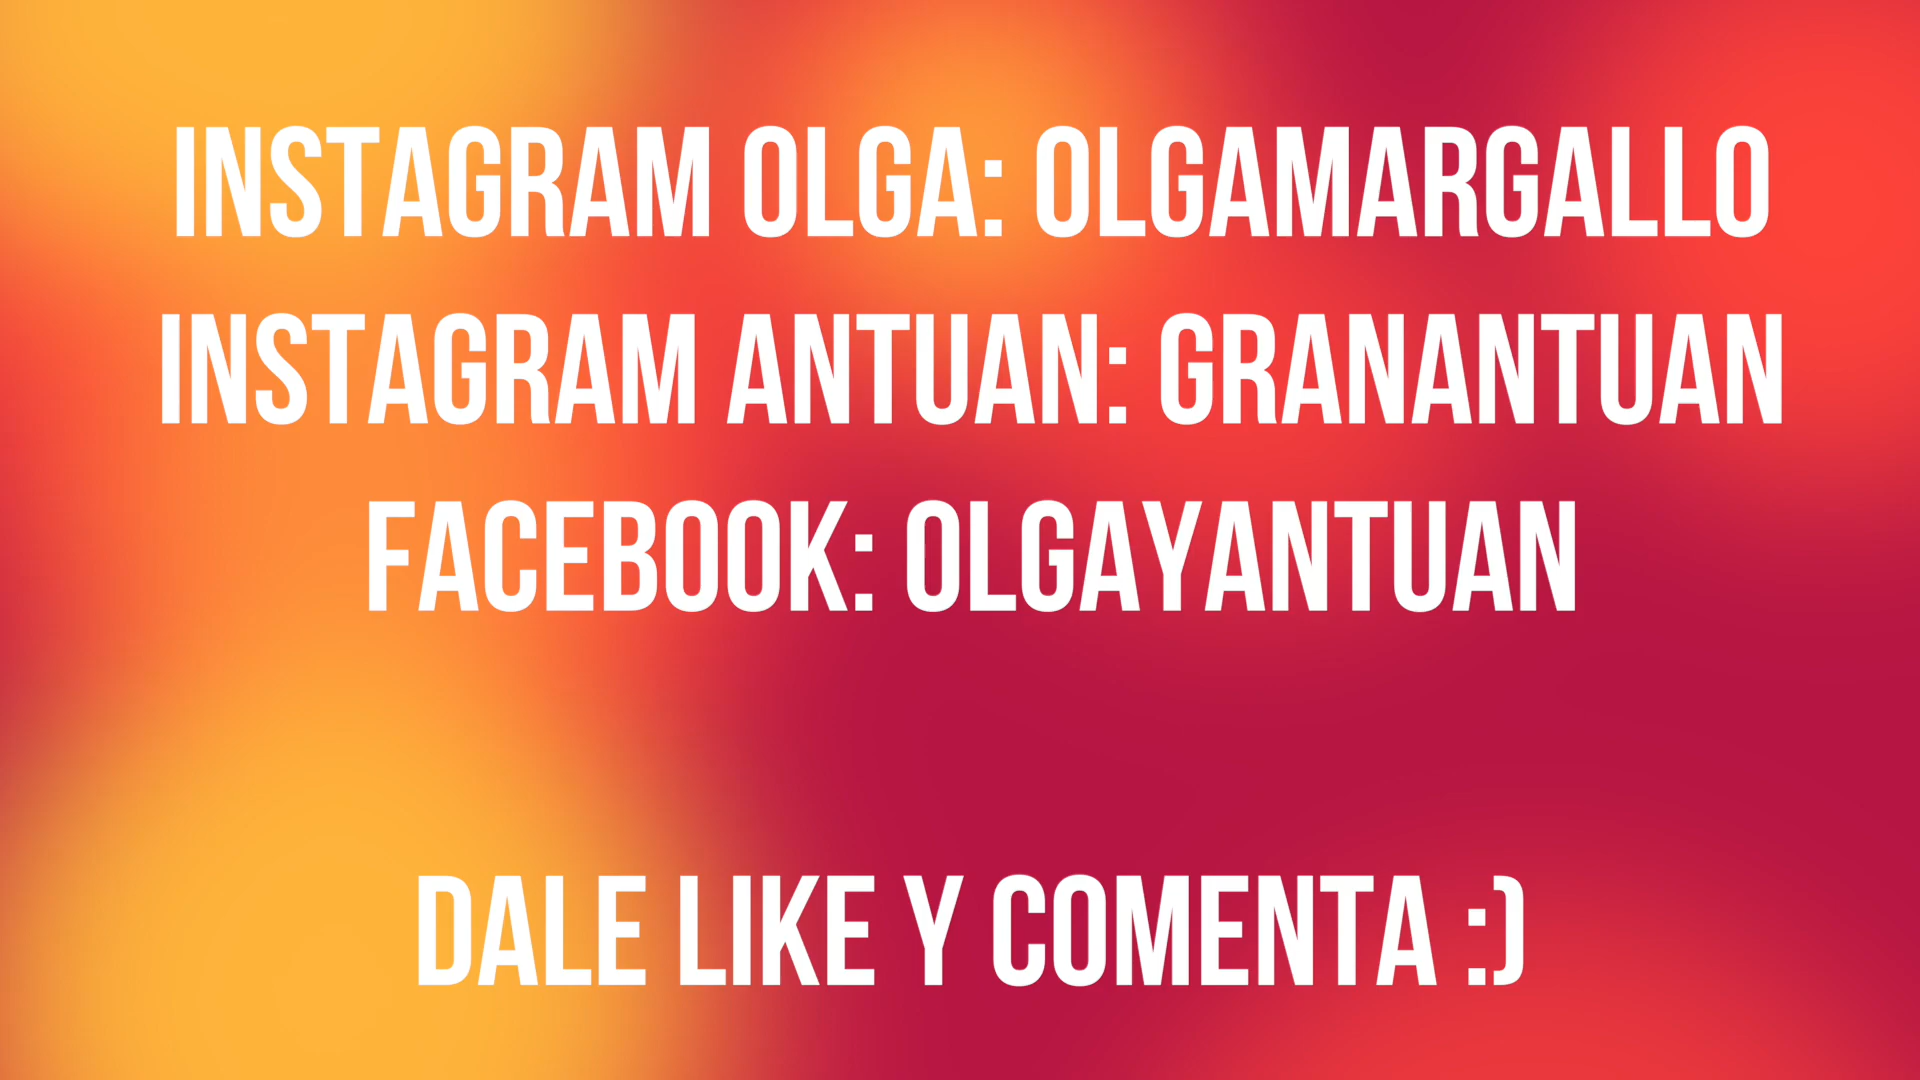 INSTAGRAM OLGA: OLGAMARGALLO
INSTAGRAM ANTUAN: GRANANTUAN
FACEBOOK: OLGAYANTUAN
DALE LIKE Y COMENTA :)